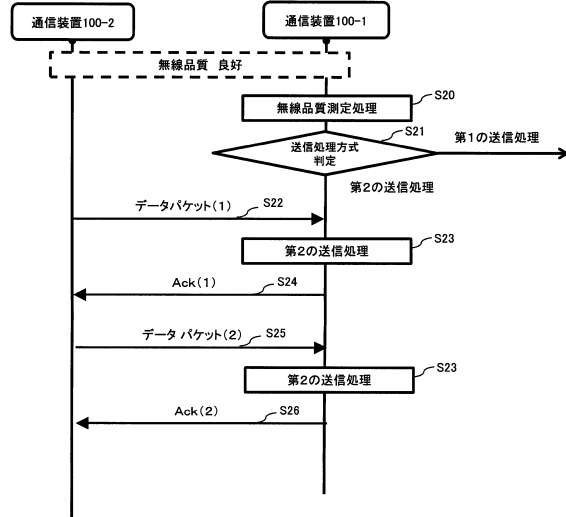 通信装置100-2
通信装置100-1
無線品質 良好
無線品質測定処理
S20
送信処理方式
判定
S21
第1の送信処理
第2の送信処理
データパケット(1)
S22
第2の送信処理
S23
Ack(1)
S24
データ パケット(2)
S25
第2の送信処理
S23
Ack(2)
S26